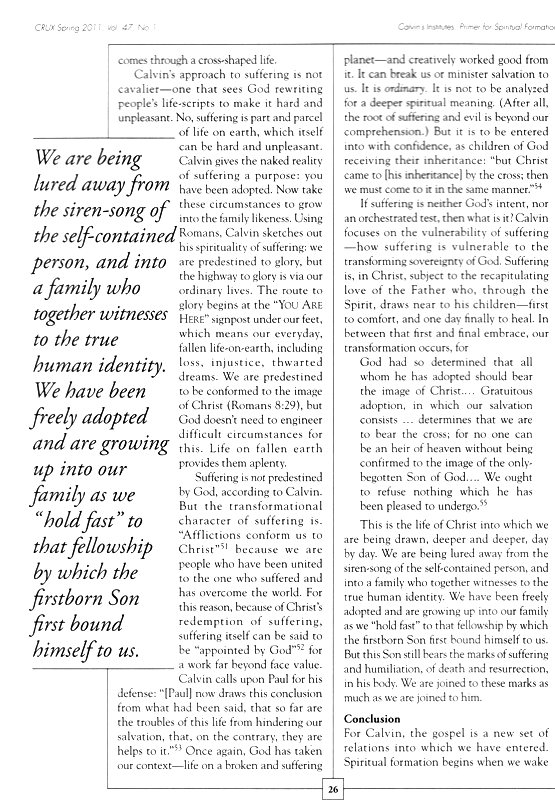 CRUX Spring 2011 Vol. 47, No 1
Calvin's Institutes: Primer for Spiritual Formation
comes through a cross-shaped life.
Calvin's approach to suffering is not
cavalier—one that sees God rewriting
people's life-scripts to make it hard and
unpleasant. No, suffering is part and parcel
of life on earth, which itself
can be hard and unpleasant.
Calvin gives the naked reality
of suffering a purpose: you
have been adopted. Now take
these circumstances to grow
into the family likeness. Using
Romans, Calvin sketches out
his spirituality of suffering: we
are predestined to glory, but
the highway to glory is via our
ordinary lives. The route to
glory begins at the "YOU ARE
HERE" signpost under our feet,
which means our everyday,
fallen life-on-earth, including
loss, injustice, thwarted
dreams. We are predestined
to be conformed to the image
of Christ (Romans 8:29), but
God doesn't need to engineer
difficult circumstances for
this. Life on fallen earth
provides them aplenty.
Suffering is not predestined
by God, according to Calvin.
But the transformational
character of suffering is.
"Afflictions conform us to
Christ"51 because we are
people who have been united
to the one who suffered and
has overcome the world. For
this reason, because of Christ's
redemption of suffering,
suffering itself can be said to
be "appointed by God"52 for
a work far beyond face value.
Calvin calls upon Paul for his
defense: "[Paul] now draws this conclusion
from what had been said, that so far are
the troubles of this life from hindering our
salvation, that, on the contrary, they are
helps to it."53 Once again, God has taken
our context—life on a broken and suffering
We are being
lured away from
the siren-song of
the self-contained
person, and into
a family who
together witnesses
to the true
human identity.
We have been
freely adopted
and are growing
up into our
family as we
"hold fast" to
that fellowship
by which the
firstborn Son
first bound
himself to us.
planet—and creatively worked good from
it. It can break us or minister salvation to
us. It is ordinary. It is not to be analyzed
for a deeper spiritual meaning. (After all,
the root of suffering and evil is beyond our
comprehension.) But it is to be entered
into with confidence, as children of God
receiving their inheritance: "but Christ
came to [his inheritance] by the cross; then
we must come to it in the same manner."54
If suffering is neither God's intent, nor
an orchestrated test, then what is it? Calvin
focuses on the vulnerability of suffering
—how suffering is vulnerable to the
transforming sovereignty of God. Suffering
is, in Christ, subject to the recapitulating
love of the Father who, through the
Spirit, draws near to his children—first
to comfort, and one day finally to heal. In
between that first and final embrace, our
transformation occurs, for
God had so determined that all
whom he has adopted should bear
the image of Christ.... Gratuitous
adoption, in which our salvation
consists ... determines that we are
to bear the cross; for no one can
be an heir of heaven without being
confirmed to the image of the only-
begotten Son of God.... We ought
to refuse nothing which he has
been pleased to undergo.55
This is the life of Christ into which we
are being drawn, deeper and deeper, day
by day. We are being lured away from the
siren-song of the self-contained person, and
into a family who together witnesses to the
true human identity. We have been freely
adopted and are growing up into our family
as we "hold fast" to that fellowship by which
the firstborn Son first bound himself to us.
But this Son still bears the marks of suffering
and humiliation, of death and resurrection,
in his body. We are joined to these marks as
much as we are joined to him.
Conclusion
For Calvin, the gospel is a new set of
relations into which we have entered.
Spiritual formation begins when we wake
26